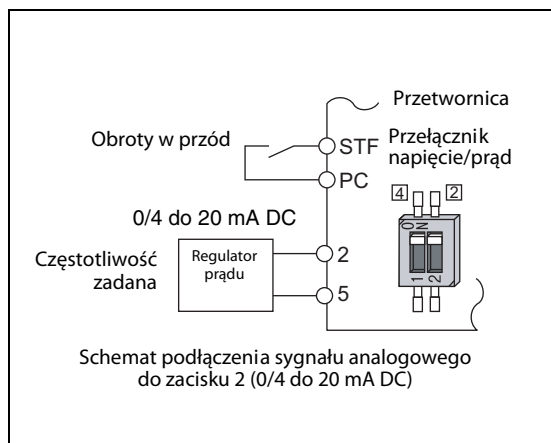 Przetwornica
Obroty w przód
STF
Przełącznik
napięcie/prąd
PC
4
2
0/4 do 20 mA DC
O
N
Częstotliwość
zadana
Regulator
prądu
2
5
1
2
Schemat podłączenia sygnału analogowego
do zacisku 2 (0/4 do 20 mA DC)